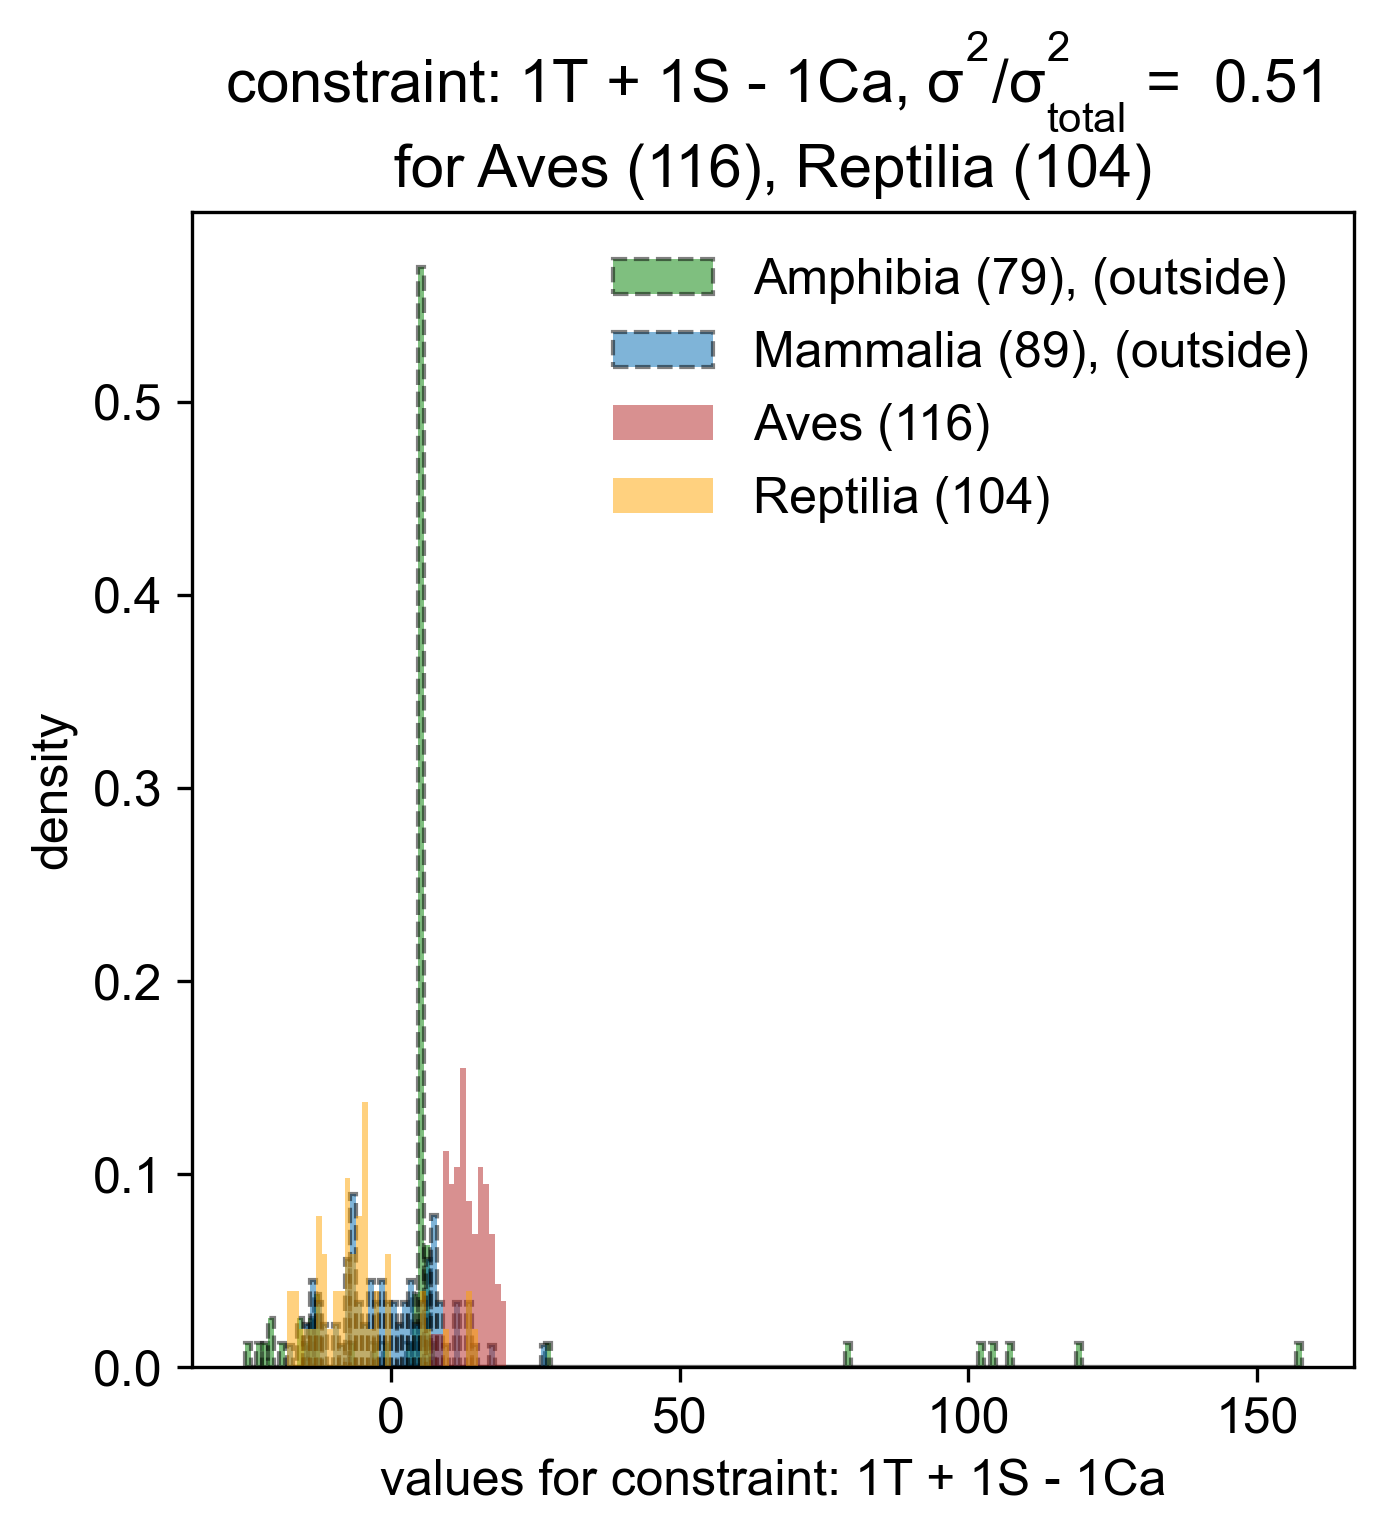 constraint: 1T + 1S - 1Ca, σ²/σ²total = 0.51
for Aves (116), Reptilia (104)
Amphibia (79), (outside)
Mammalia (89), (outside)
Aves (116)
Reptilia (104)
density
0.5
0.4
0.3
0.2
0.1
0.0
0 50 100 150
values for constraint: 1T + 1S - 1Ca